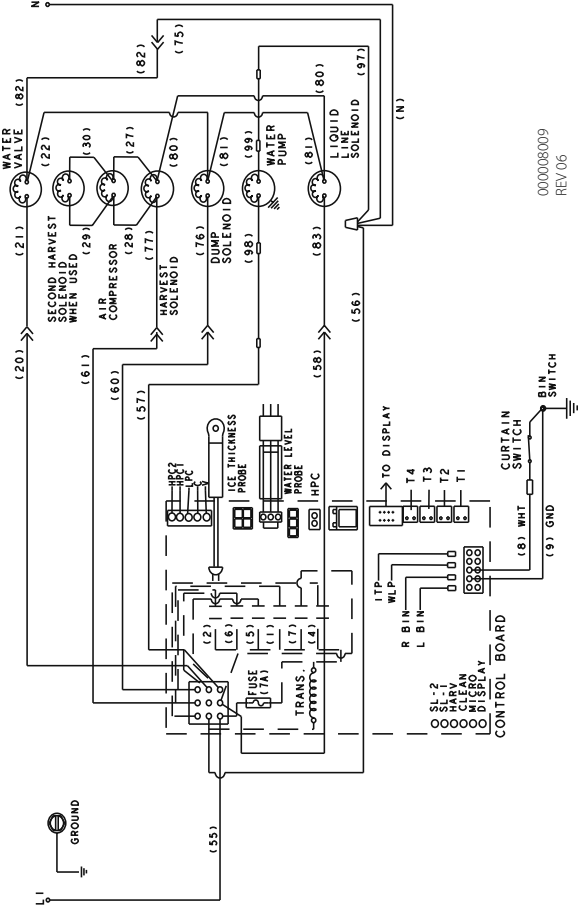 N
(82)
(75)
(82)
WATER
VALVE
(22)
(30)
(27)
(80)
(81)
(99)
WATER
PUMP
(81)
(80)
(97)
LIQUID
LINE
SOLENOID
(N)
(21)
SECOND HARVEST
SOLENOID
WHEN USED
(29)
AIR
COMPRESSOR
(28)
(77)
HARVEST
SOLENOID
(76)
DUMP
SOLENOID
(98)
(83)
(56)
(20)
(61)
(60)
(57)
(58)
HPC2
HPC1
LPC
C
V
ICE THICKNESS
PROBE
WATER LEVEL
PROBE
HPC
TO DISPLAY
T4
T3
T2
T1
CURTAIN
SWITCH
BIN
SWITCH
(8) WHT
(9) GND
ITP
WLP
R BIN
L BIN
(2)
(6)
(5)
(1)
(7)
(4)
FUSE
(7A)
TRANS.
SL-2
SL-1
HARV
CLEAN
MICRO
DISPLAY
CONTROL BOARD
GROUND
(55)
L1
000008009
REV 06